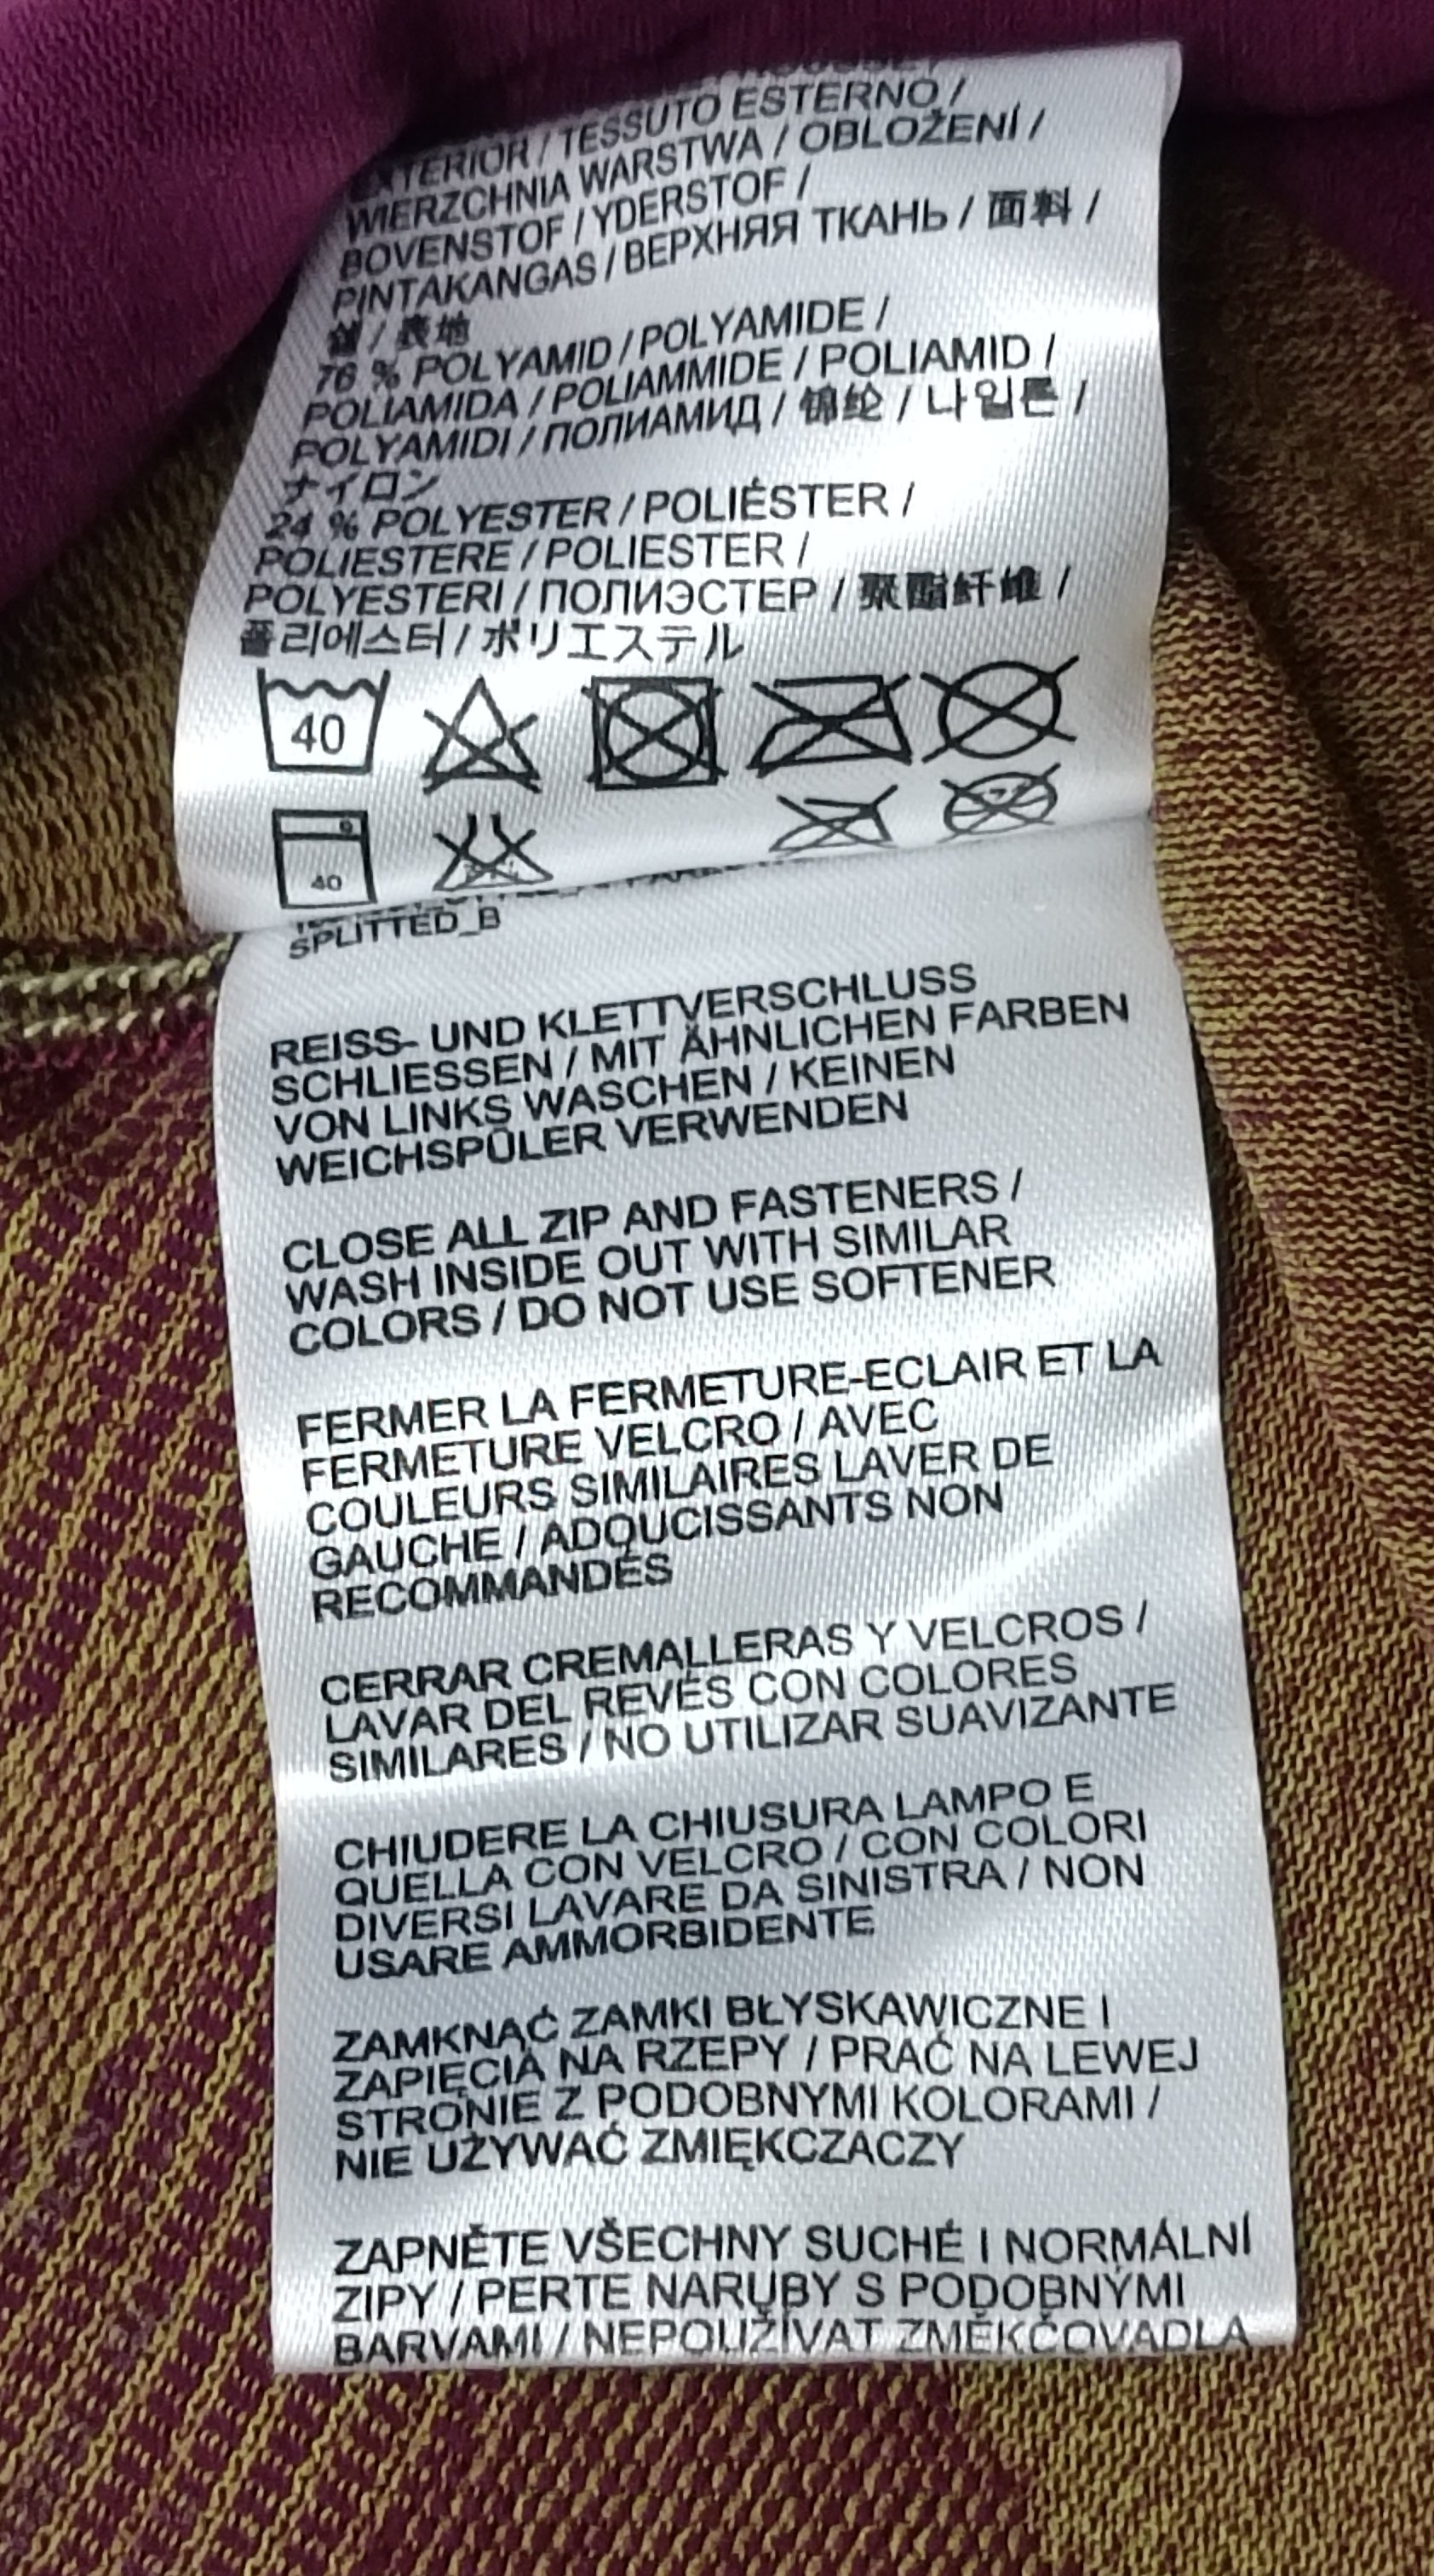 EXTERIOR / TESSUTO ESTERNO /
WIERZCHNIA WARSTWA / OBLOŽENÍ /
BOVENSTOF / YDERSTOF /
PINTAKANGAS / ВЕРХНЯЯ ТКАНЬ / 面料 /
/ 表地
76 % POLYAMID / POLYAMIDE /
POLIAMIDA / POLIAMMIDE / POLIAMID /
POLYAMIDI / ПОЛИАМИД / 锦纶 / 나일론 /
ナイロン
24 % POLYESTER / POLIÉSTER /
POLIESTERE / POLIESTER /
POLYESTERI / ПОЛИЭСТЕР / 聚酯纤维 /
폴리에스터 / ポリエステル
40
40
SPLITTED_B
REISS- UND KLETTVERSCHLUSS
SCHLIESSEN / MIT ÄHNLICHEN FARBEN
VON LINKS WASCHEN / KEINEN
WEICHSPÜLER VERWENDEN
CLOSE ALL ZIP AND FASTENERS /
WASH INSIDE OUT WITH SIMILAR
COLORS / DO NOT USE SOFTENER
FERMER LA FERMETURE-ECLAIR ET LA
FERMETURE VELCRO / AVEC
COULEURS SIMILAIRES LAVER DE
GAUCHE / ADOUCISSANTS NON
RECOMMANDÉS
CERRAR CREMALLERAS Y VELCROS /
LAVAR DEL REVÉS CON COLORES
SIMILARES / NO UTILIZAR SUAVIZANTE
CHIUDERE LA CHIUSURA LAMPO E
QUELLA CON VELCRO / CON COLORI
DIVERSI LAVARE DA SINISTRA / NON
USARE AMMORBIDENTE
ZAMKNĄĆ ZAMKI BŁYSKAWICZNE I
ZAPIĘCIA NA RZEPY / PRAĆ NA LEWEJ
STRONIE Z PODOBNYMI KOLORAMI /
NIE UŻYWAĆ ZMIĘKCZACZY
ZAPNĚTE VŠECHNY SUCHÉ I NORMÁLNÍ
ZIPY / PERTE NARUBY S PODOBNÝMI
BARVAMI / NEPOUŽÍVAT ZMĚKČOVADLA